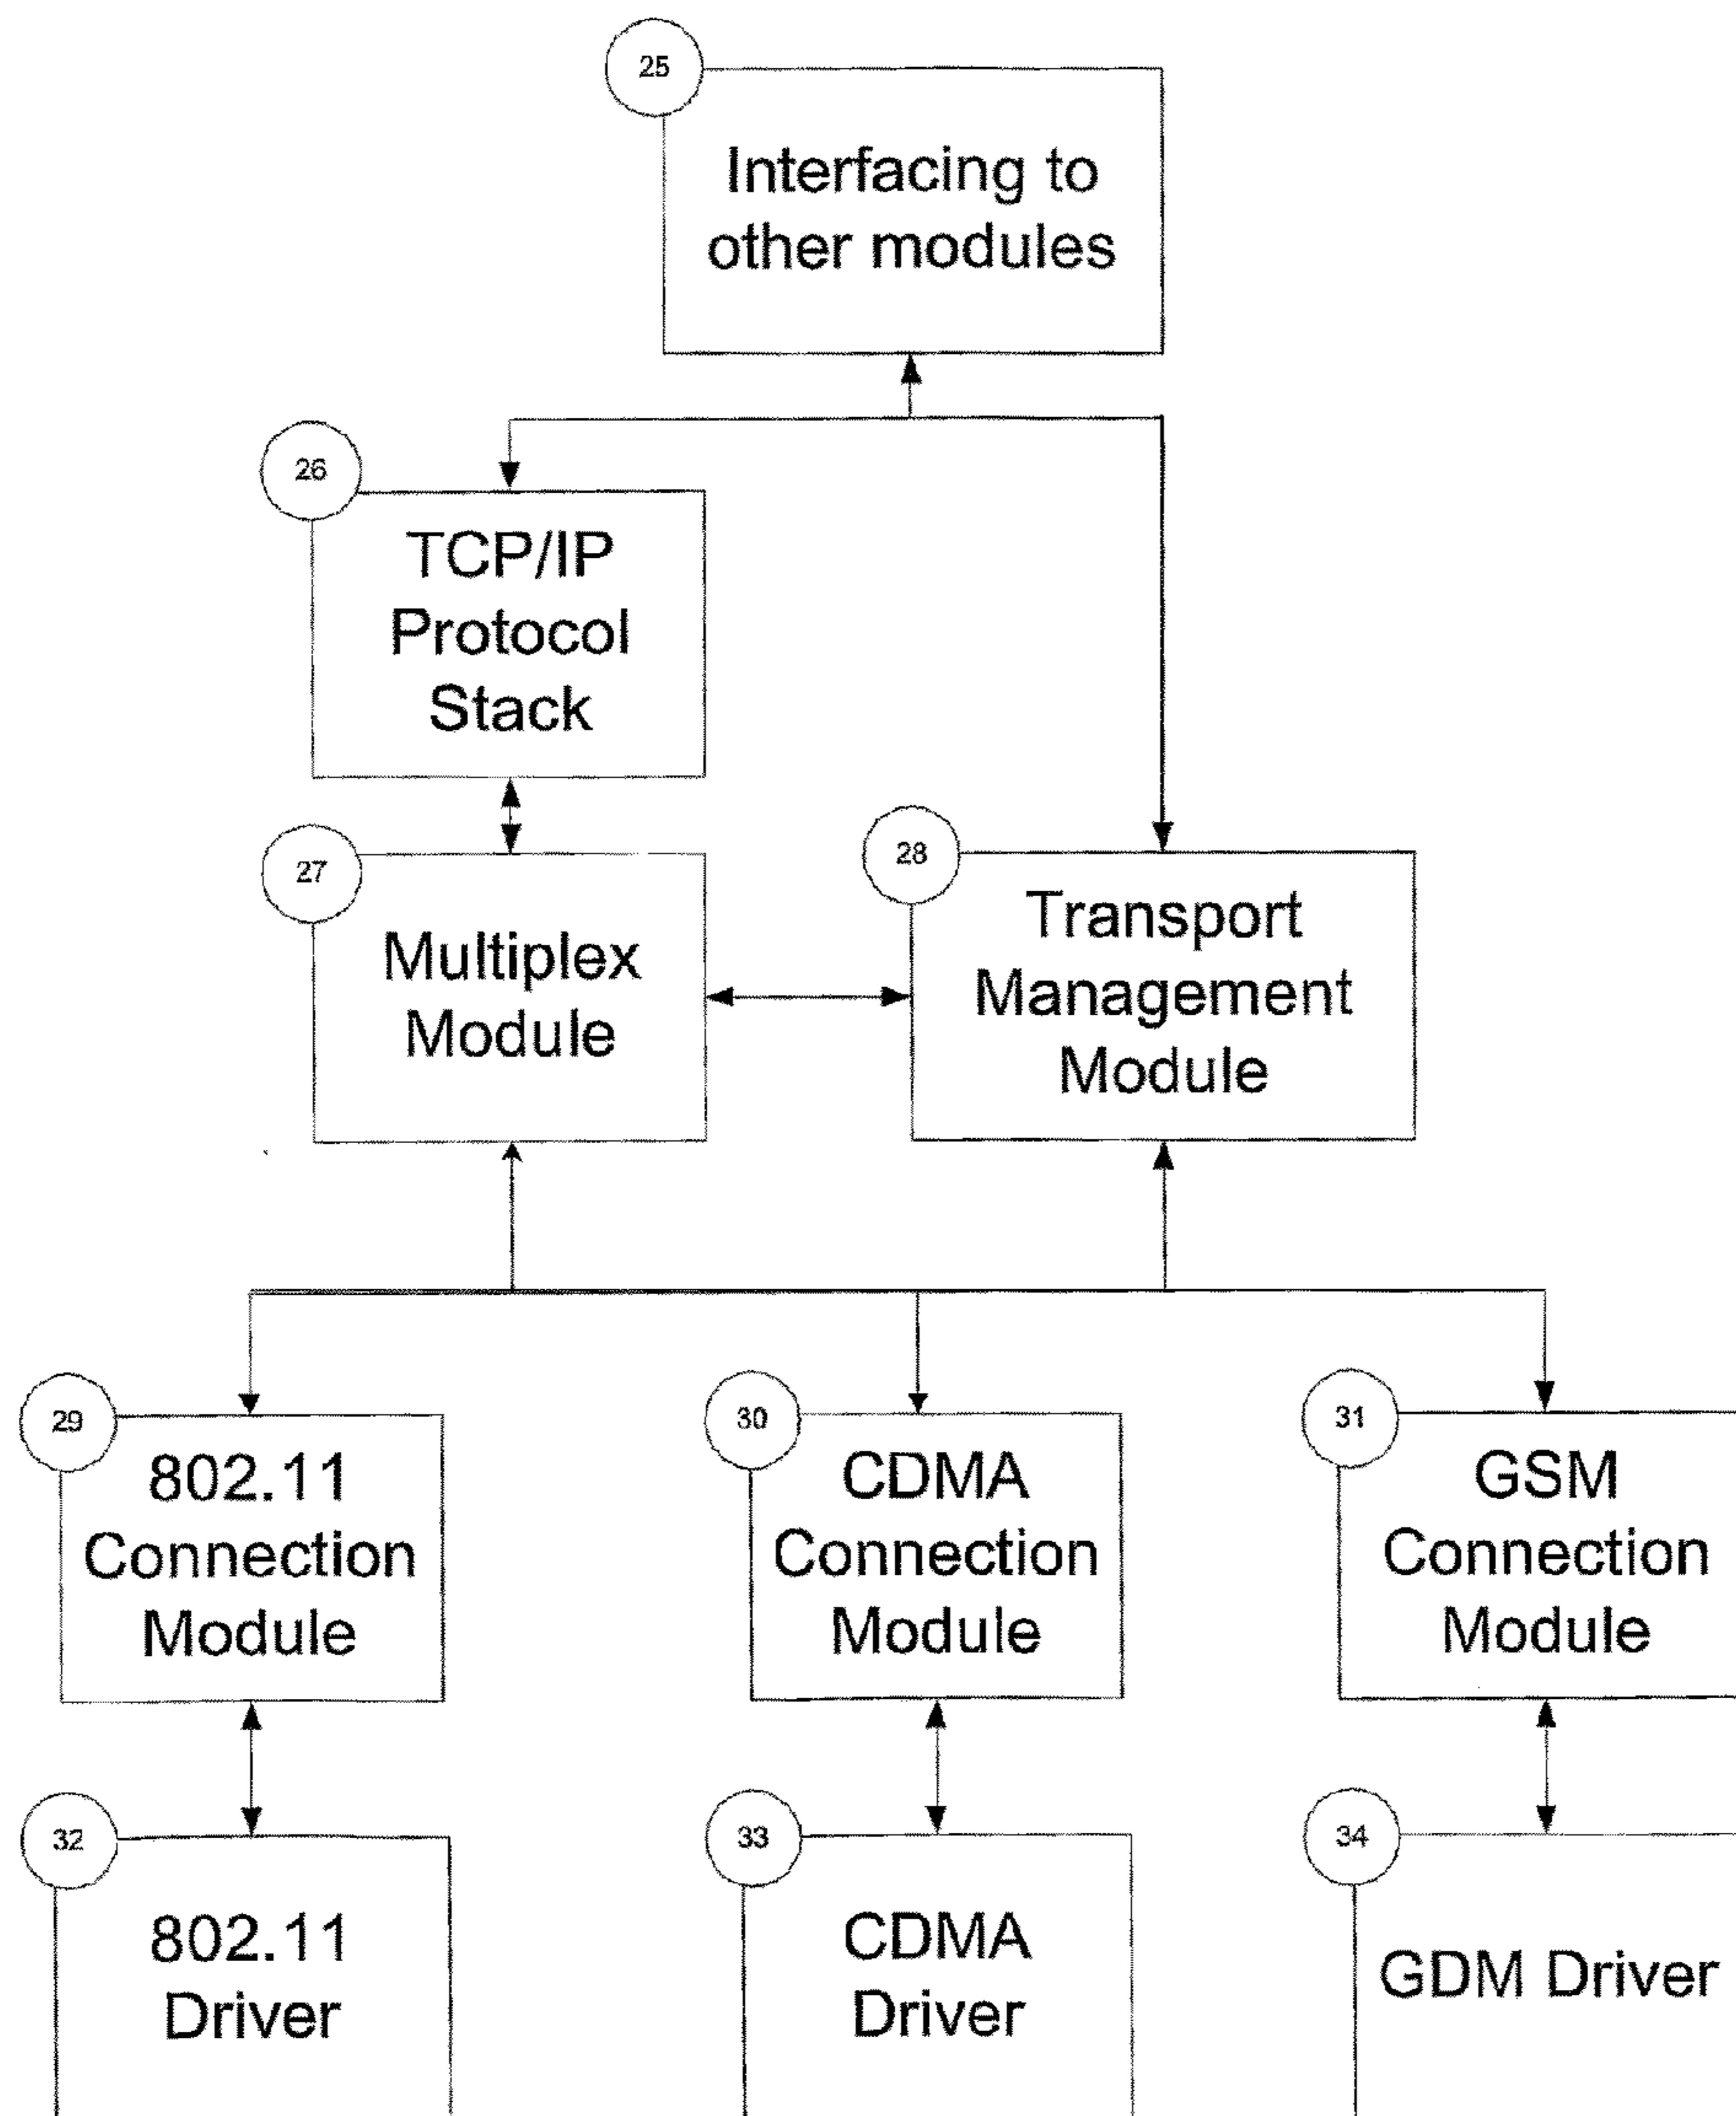 25
Interfacing to
other modules
26
TCP/IP
Protocol
Stack
27
Multiplex
Module
28
Transport
Management
Module
29
802.11
Connection
Module
30
CDMA
Connection
Module
31
GSM
Connection
Module
32
802.11
Driver
33
CDMA
Driver
34
GDM Driver